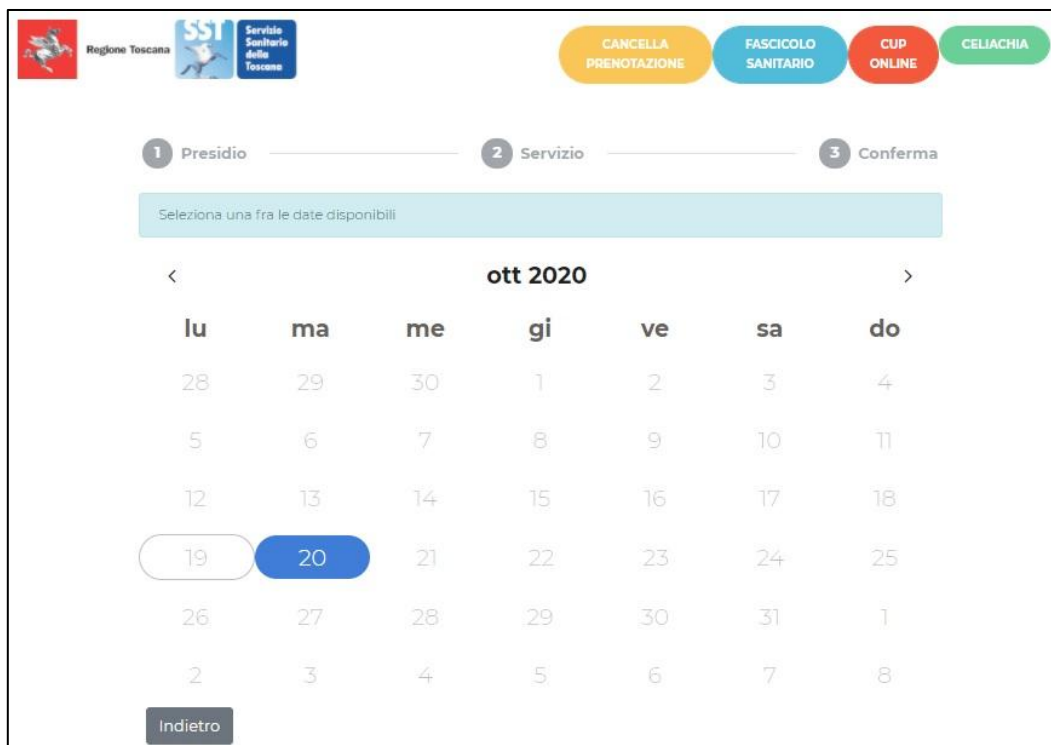 Regione Toscana
SST
Servizio
Sanitario
della
Toscana
CANCELLA
PRENOTAZIONE
FASCICOLO
SANITARIO
CUP
ONLINE
CELIACHIA
1 Presidio 2 Servizio 3 Conferma
Seleziona una fra le date disponibili
< ott 2020 >
lu ma me gi ve sa do
28 29 30 1 2 3 4
5 6 7 8 9 10 11
12 13 14 15 16 17 18
19 20 21 22 23 24 25
26 27 28 29 30 31 1
2 3 4 5 6 7 8
Indietro